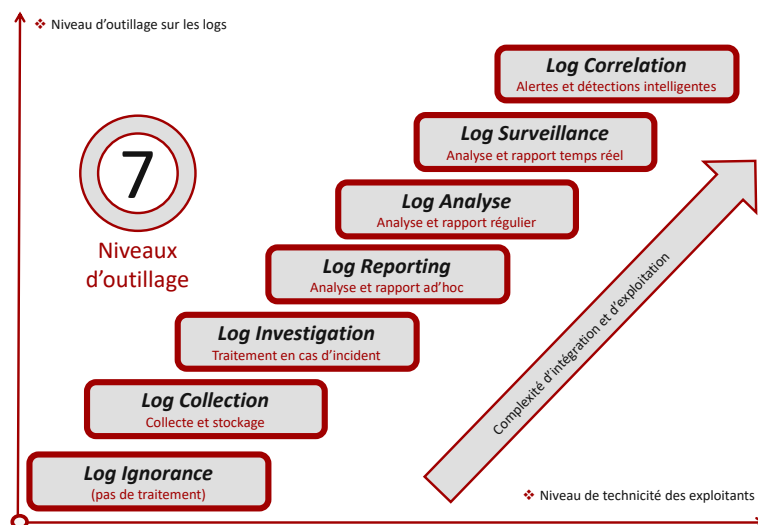 ❖ Niveau d'outillage sur les logs
Log Correlation
Alertes et détections intelligentes
Log Surveillance
Analyse et rapport temps réel
7
Niveaux
d'outillage
Log Analyse
Analyse et rapport régulier
Log Reporting
Analyse et rapport ad'hoc
Log Investigation
Traitement en cas d'incident
Log Collection
Collecte et stockage
Log Ignorance
(pas de traitement)
Complexité d'intégration et d'exploitation
❖ Niveau de technicité des exploitants